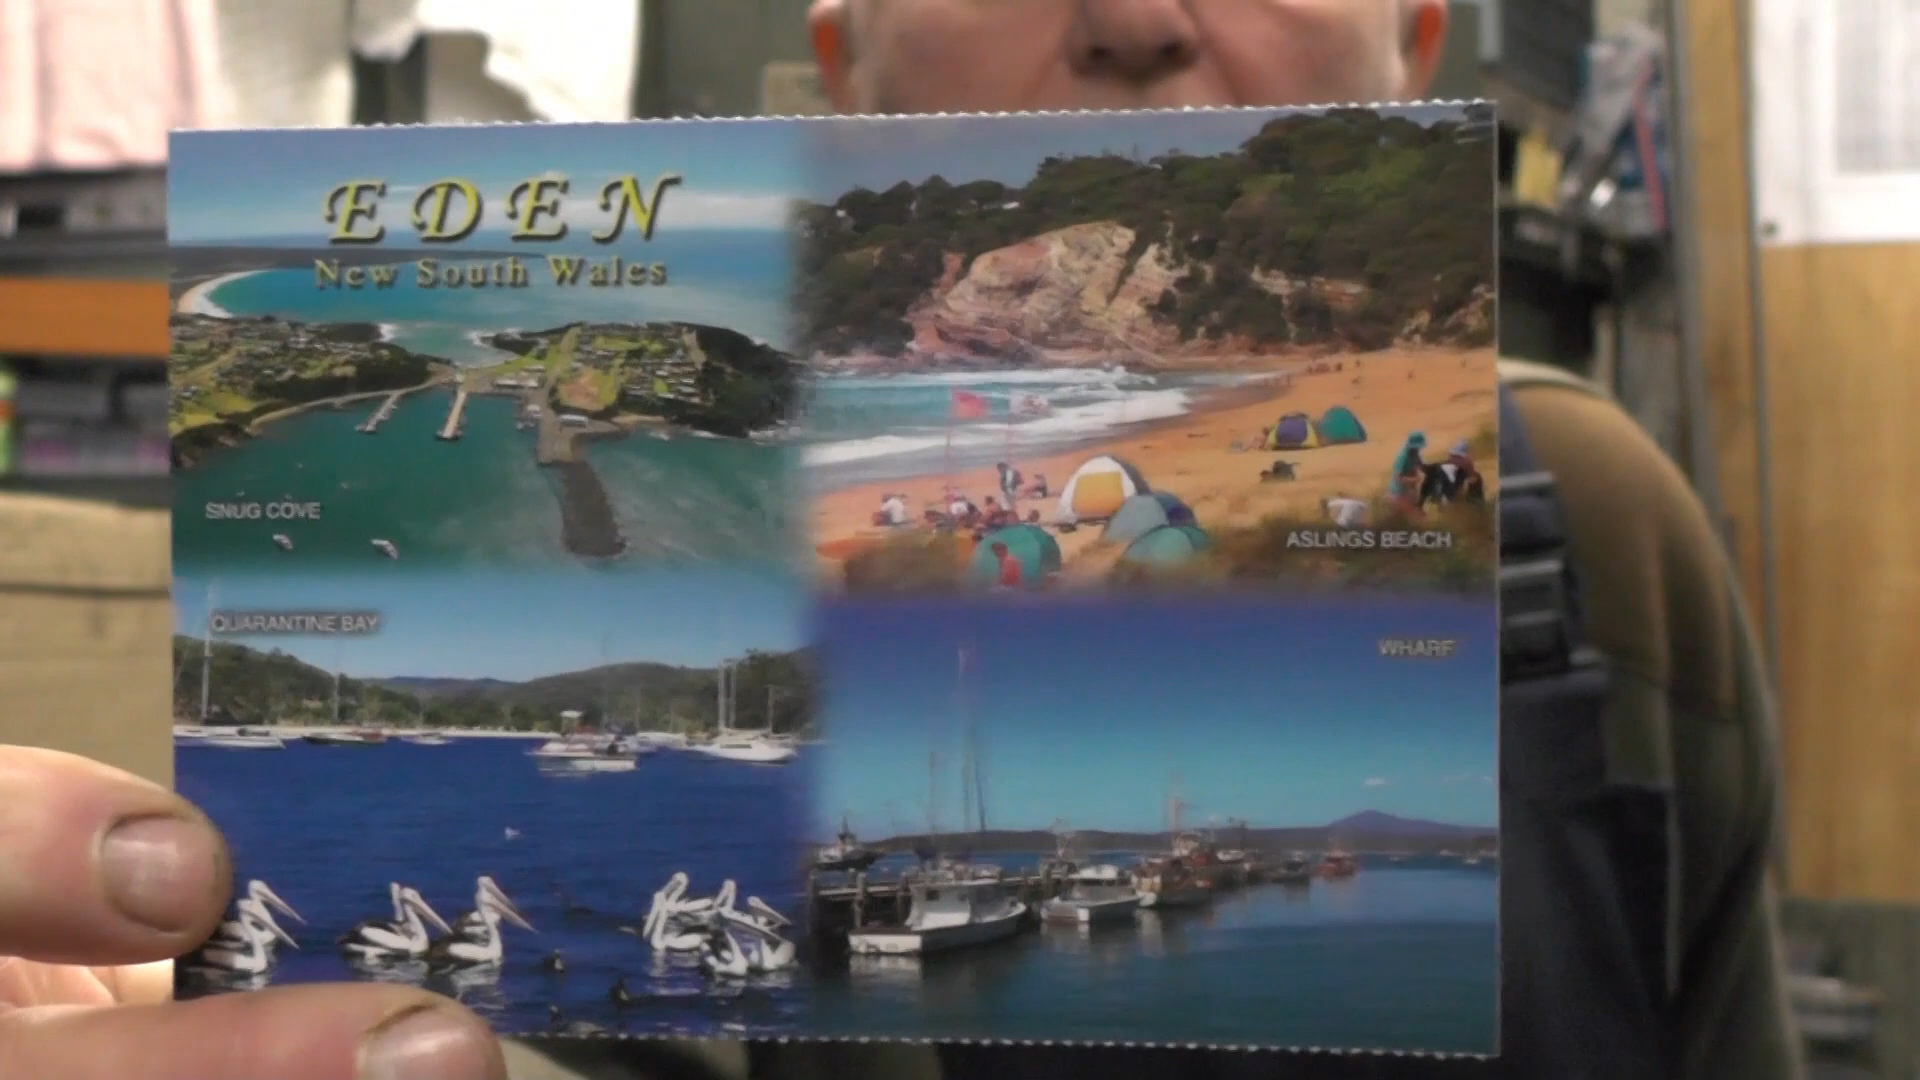 EDEN
New South Wales
SNUG COVE
ASLINGS BEACH
QUARANTINE BAY
WHARF